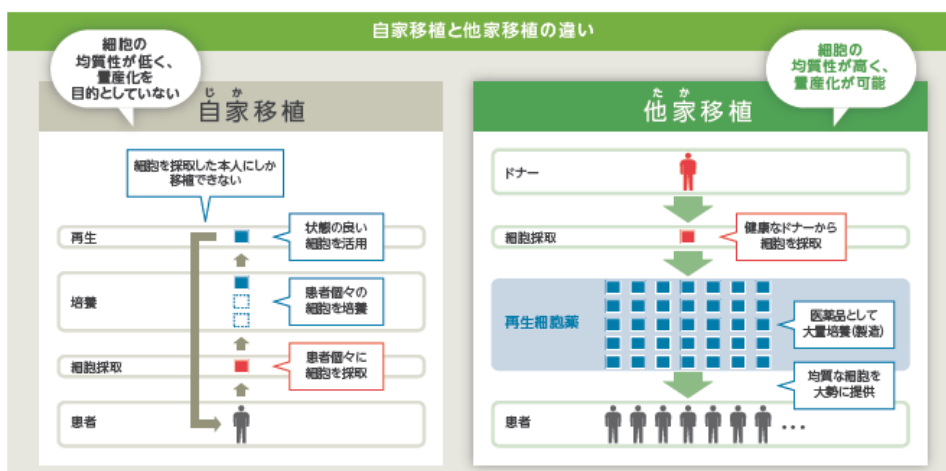 自家移植と他家移植の違い
細胞の
均質性が低く、
量産化を
目的としていない
じか
自家移植
細胞を採取した本人にしか
移植できない
再生
状態の良い
細胞を活用
培養
患者個々の
細胞を培養
細胞採取
患者個々に
細胞を採取
患者
細胞の
均質性が高く、
量産化が可能
たか
他家移植
ドナー
細胞採取
健康なドナーから
細胞を採取
再生細胞薬
医薬品として
大量培養(製造)
均質な細胞を
大勢に提供
患者
…